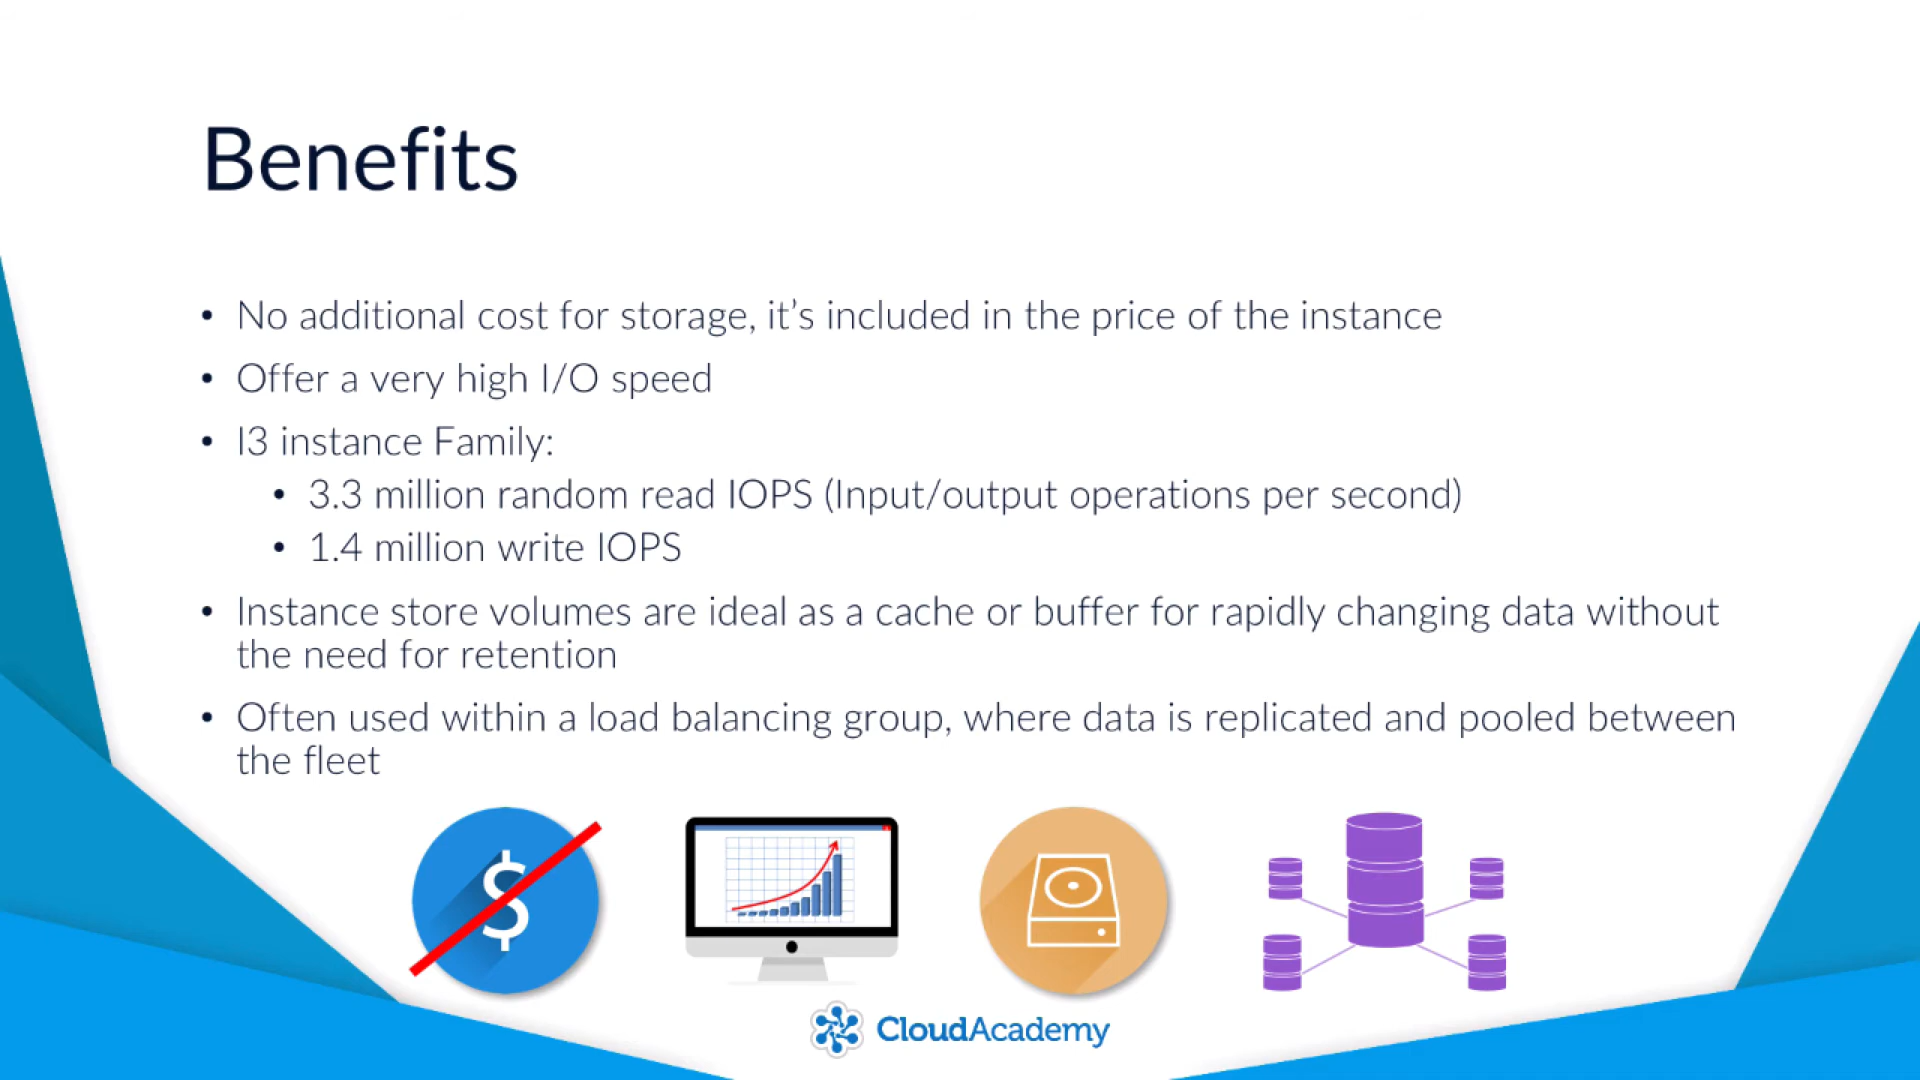 Benefits
• No additional cost for storage, it’s included in the price of the instance
• Offer a very high I/O speed
• I3 instance Family:
• 3.3 million random read IOPS (Input/output operations per second)
• 1.4 million write IOPS
• Instance store volumes are ideal as a cache or buffer for rapidly changing data without
the need for retention
• Often used within a load balancing group, where data is replicated and pooled between
the fleet
$
CloudAcademy